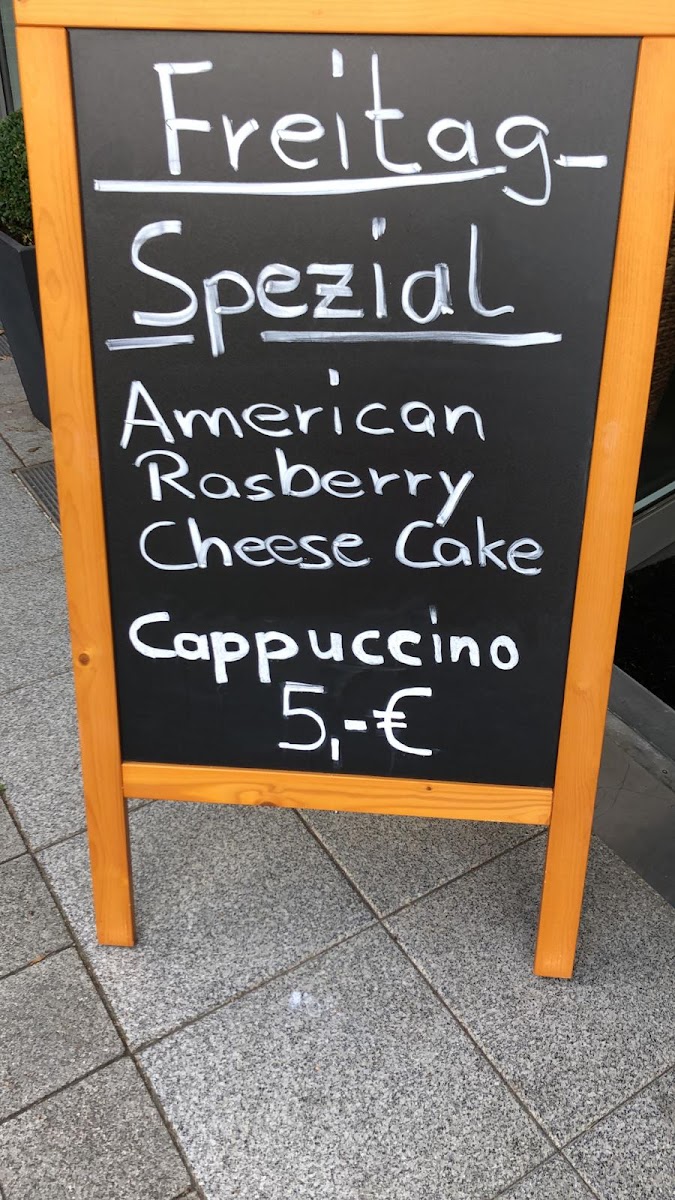 Freitag-
Spezial
American
Rasberry
Cheese Cake
Cappuccino
5,-€